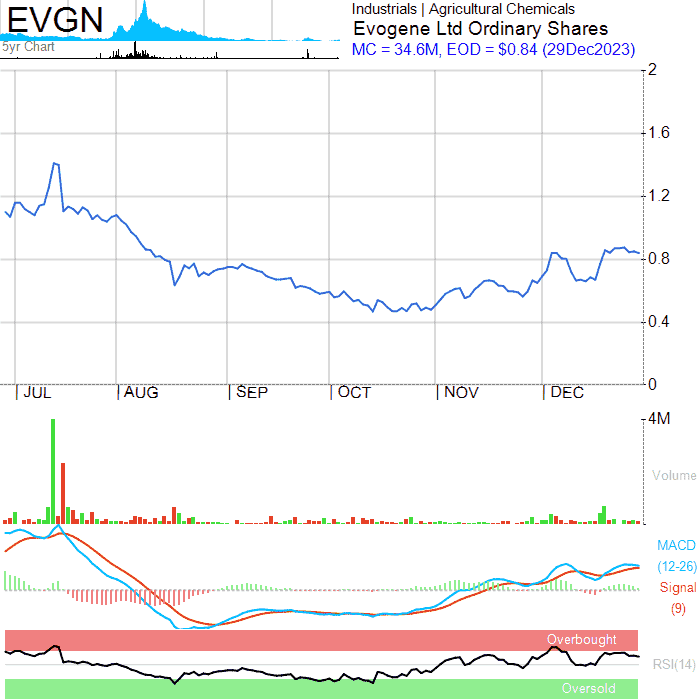 EVGN
5yr Chart
Industrials | Agricultural Chemicals
Evogene Ltd Ordinary Shares
MC = 34.6M, EOD = $0.84 (29Dec2023)
2
1.6
1.2
0.8
0.4
0
|JUL |AUG |SEP |OCT |NOV |DEC
4M
Volume
MACD
(12-26)
Signal
(9)
Overbought
RSI(14)
Oversold